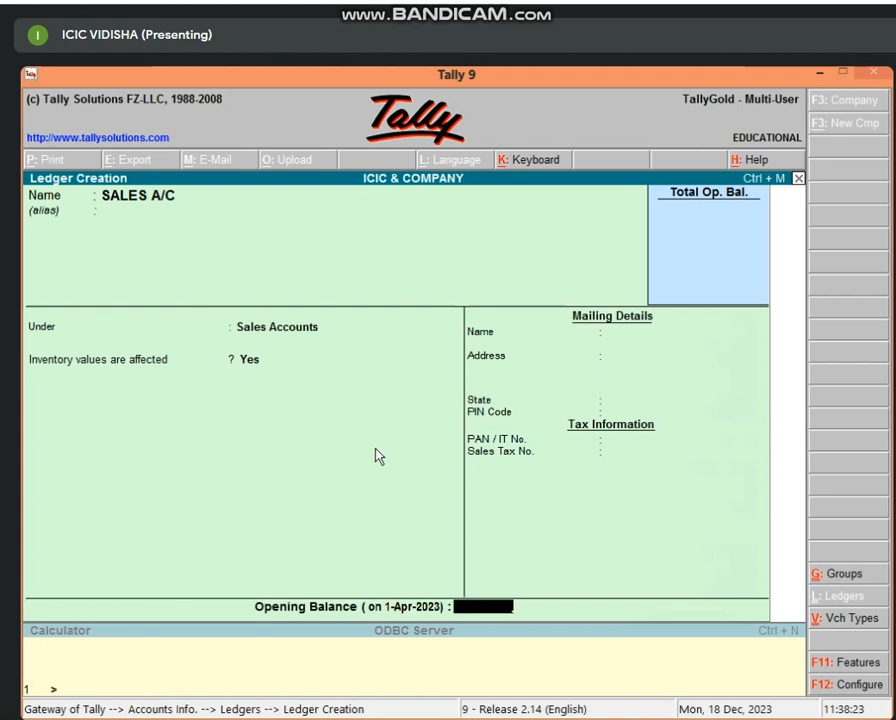 WWW.BANDICAM.COM
I ICIC VIDISHA (Presenting)
Tally Tally 9
(c) Tally Solutions FZ-LLC, 1988-2008 Tally TallyGold - Multi-User F3: Company
http://www.tallysolutions.com EDUCATIONAL F3: New Cmp
P: Print E: Export M: E-Mail O: Upload L: Language K: Keyboard H: Help
Ledger Creation ICIC & COMPANY Ctrl + M
Name : SALES A/C Total Op. Bal.
(alias) :
Under : Sales Accounts
Inventory values are affected ? Yes
Mailing Details
Name :
Address :
State :
PIN Code :
Tax Information
PAN / IT No. :
Sales Tax No. :
G: Groups
L: Ledgers
V: Vch Types
F11: Features
F12: Configure
Opening Balance ( on 1-Apr-2023) :
Calculator ODBC Server Ctrl + N
1 >
Gateway of Tally --> Accounts Info. --> Ledgers --> Ledger Creation 9 - Release 2.14 (English) Mon, 18 Dec, 2023 11:38:23